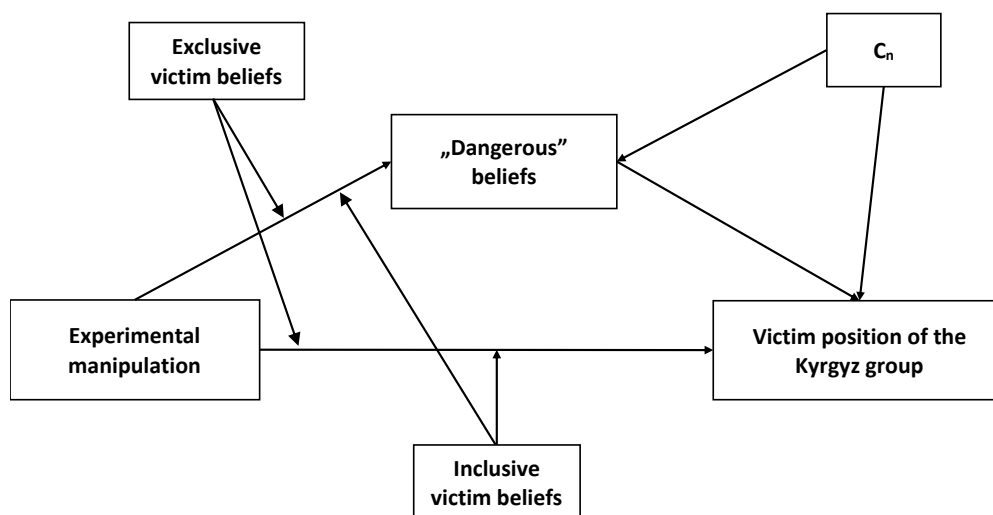 Exclusive
victim beliefs
Cₙ
„Dangerous”
beliefs
Experimental
manipulation
Victim position of the
Kyrgyz group
Inclusive
victim beliefs